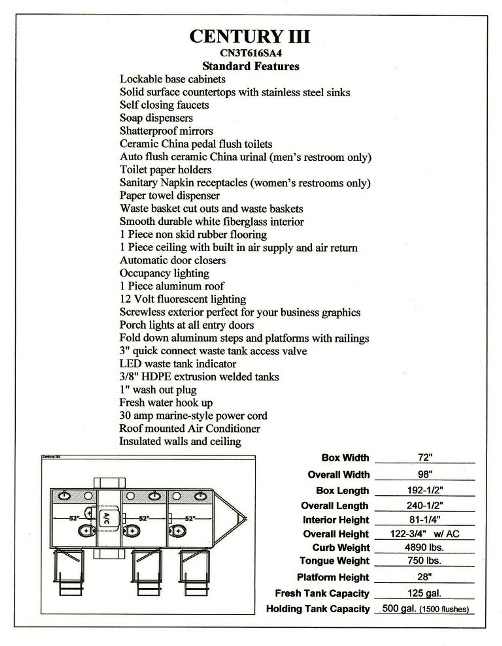 CENTURY III
CN3T616SA4
Standard Features
Lockable base cabinets
Solid surface countertops with stainless steel sinks
Self closing faucets
Soap dispensers
Shatterproof mirrors
Ceramic China pedal flush toilets
Auto flush ceramic China urinal (men's restroom only)
Toilet paper holders
Sanitary Napkin receptacles (women's restrooms only)
Paper towel dispenser
Waste basket cut outs and waste baskets
Smooth durable white fiberglass interior
1 Piece non skid rubber flooring
1 Piece ceiling with built in air supply and air return
Automatic door closers
Occupancy lighting
1 Piece aluminum roof
12 Volt fluorescent lighting
Screwless exterior perfect for your business graphics
Porch lights at all entry doors
Fold down aluminum steps and platforms with railings
3" quick connect waste tank access valve
LED waste tank indicator
3/8" HDPE extrusion welded tanks
1" wash out plug
Fresh water hook up
30 amp marine-style power cord
Roof mounted Air Conditioner
Insulated walls and ceiling
Century III
52" A/C 52" 52"
Box Width 72"
Overall Width 98"
Box Length 192-1/2"
Overall Length 240-1/2"
Interior Height 81-1/4"
Overall Height 122-3/4" w/ AC
Curb Weight 4890 lbs.
Tongue Weight 750 lbs.
Platform Height 28"
Fresh Tank Capacity 125 gal.
Holding Tank Capacity 500 gal. (1500 flushes)